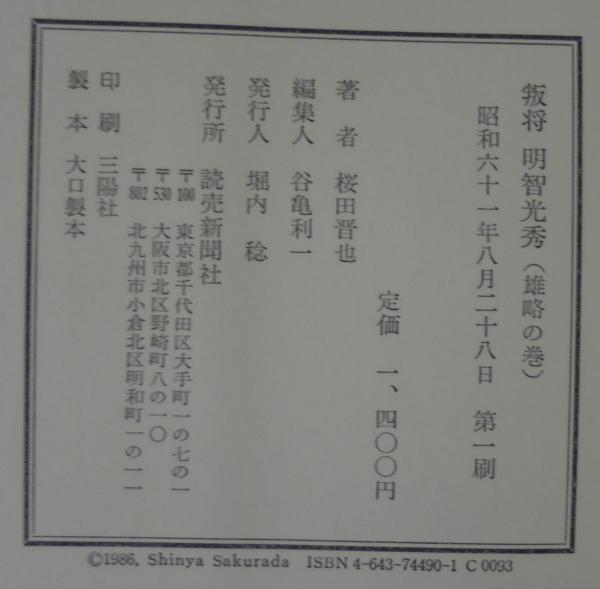 叛将 明智光秀（雄略の巻）
昭和六十一年八月二十八日 第一刷
定価 一、四〇〇円
著者 桜田晋也
編集人 谷亀利一
発行人 堀内 稔
発行所 読売新聞社
〒100 東京都千代田区大手町一の七の一
〒530 大阪市北区野崎町八の一〇
〒802 北九州市小倉北区明和町一の一一
印刷 三陽社
製本 大口製本
©1986, Shinya Sakurada ISBN 4-643-74490-1 C 0093